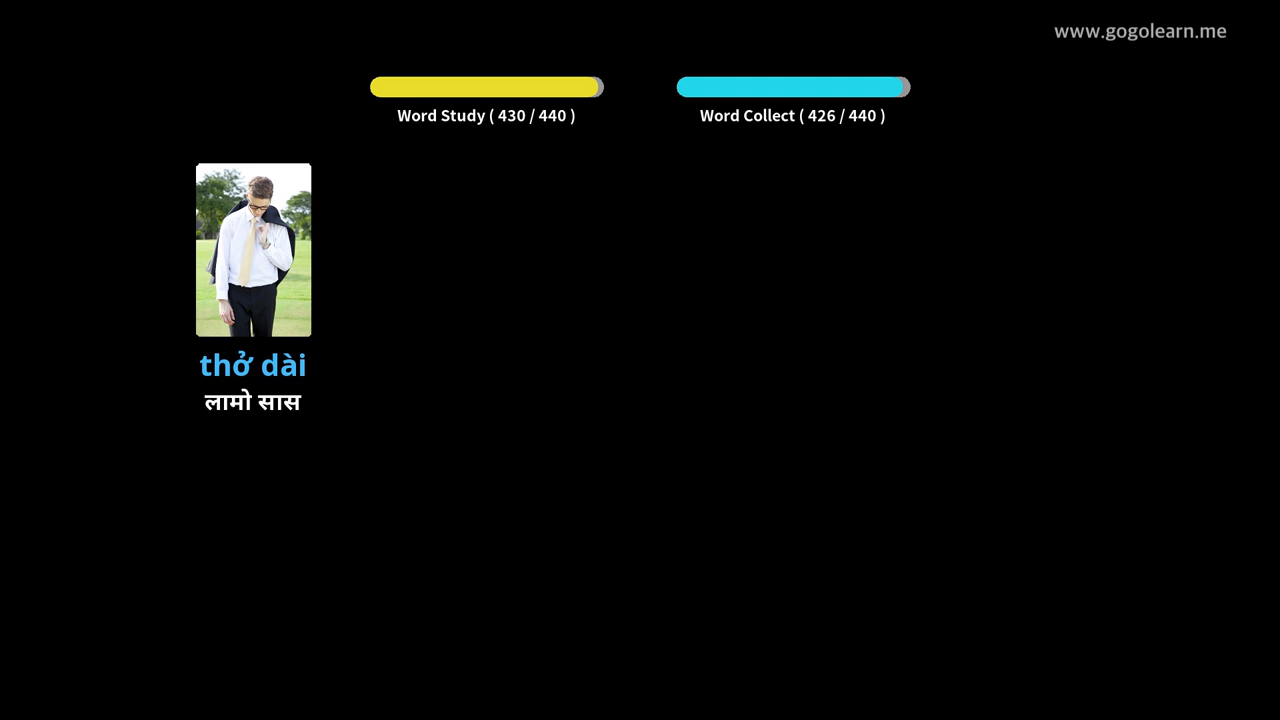 www.gogolearn.me
Word Study ( 430 / 440 )
Word Collect ( 426 / 440 )
thở dài
लामो सास